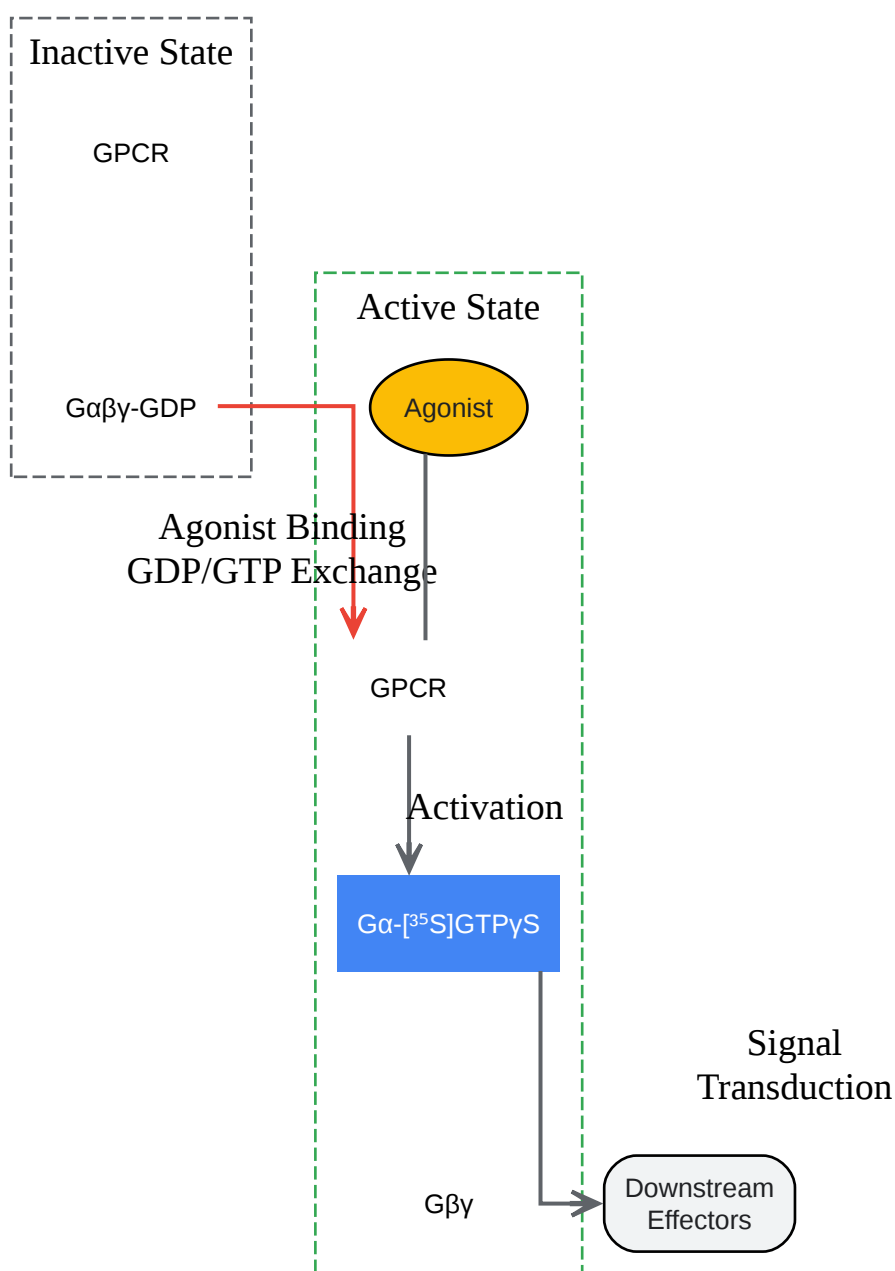 Inactive State
GPCR
Gαβγ-GDP
Active State
Agonist
Agonist Binding
GDP/GTP Exchange
GPCR
Activation
Gα-[³⁵S]GTPγS
Signal
Transduction
Gβγ
Downstream
Effectors